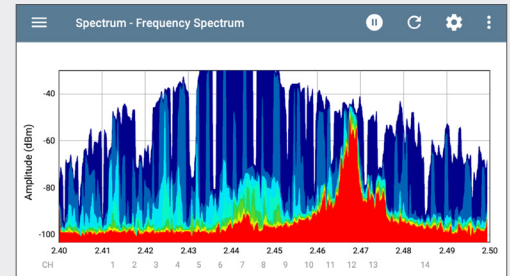 Spectrum - Frequency Spectrum
Amplitude (dBm)
-40
-60
-80
-100
2.40 2.41 2.42 2.43 2.44 2.45 2.46 2.47 2.48 2.49 2.50
CH 1 2 3 4 5 6 7 8 9 10 11 12 13 14